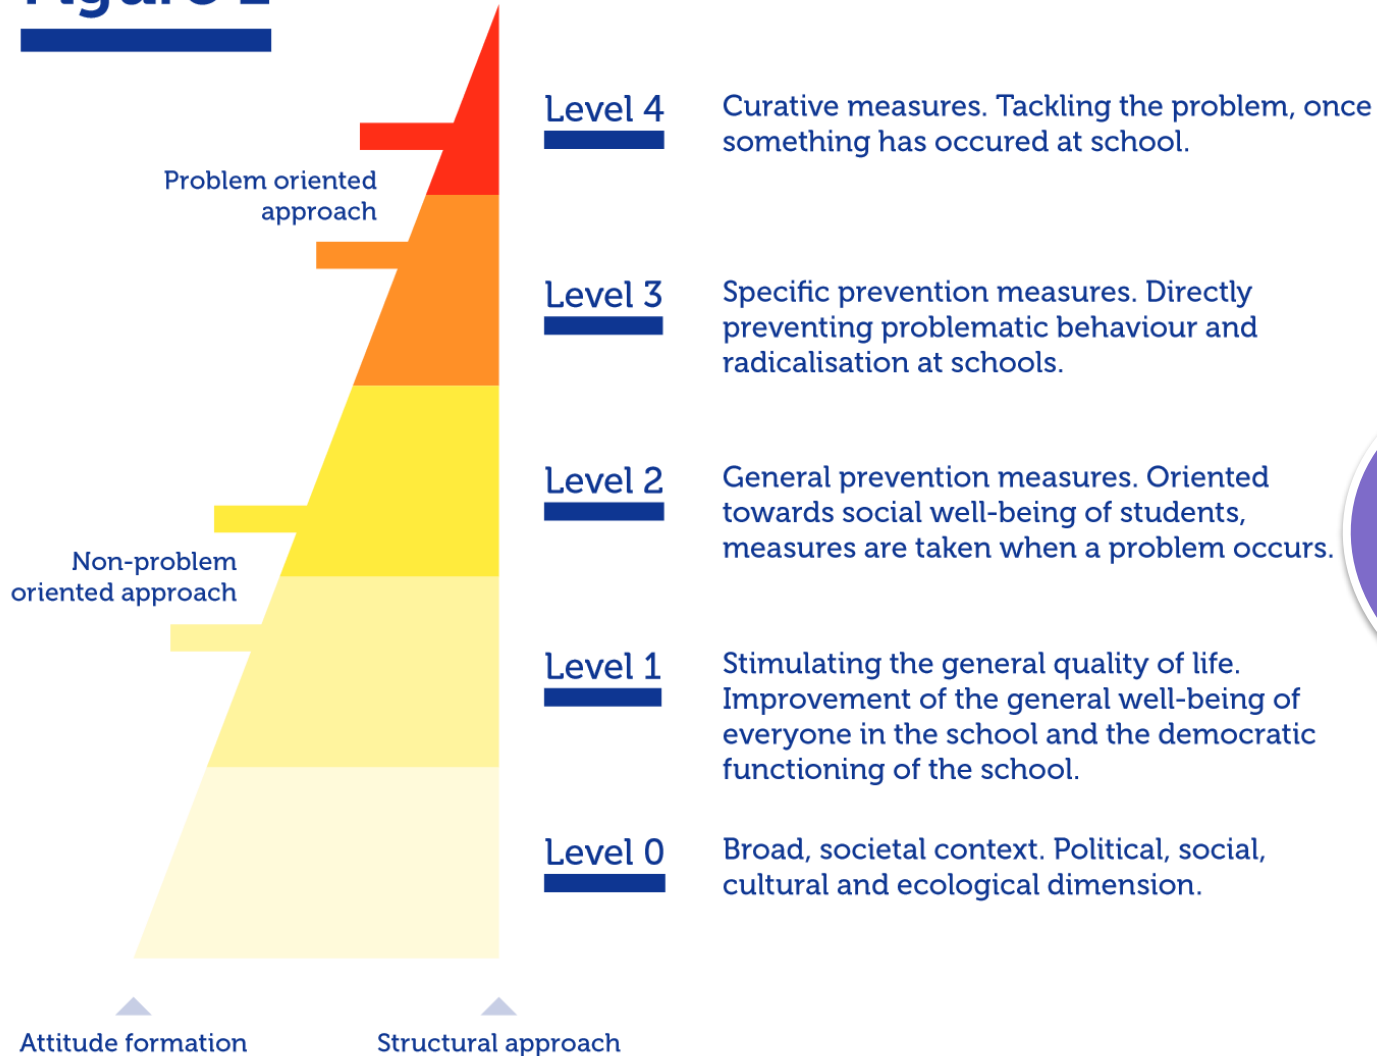 Figure 2
Level 4
Curative measures. Tackling the problem, once
something has occured at school.
Problem oriented
approach
Level 3
Specific prevention measures. Directly
preventing problematic behaviour and
radicalisation at schools.
Level 2
General prevention measures. Oriented
towards social well-being of students,
measures are taken when a problem occurs.
Non-problem
oriented approach
Level 1
Stimulating the general quality of life.
Improvement of the general well-being of
everyone in the school and the democratic
functioning of the school.
Level 0
Broad, societal context. Political, social,
cultural and ecological dimension.
Attitude formation
Structural approach